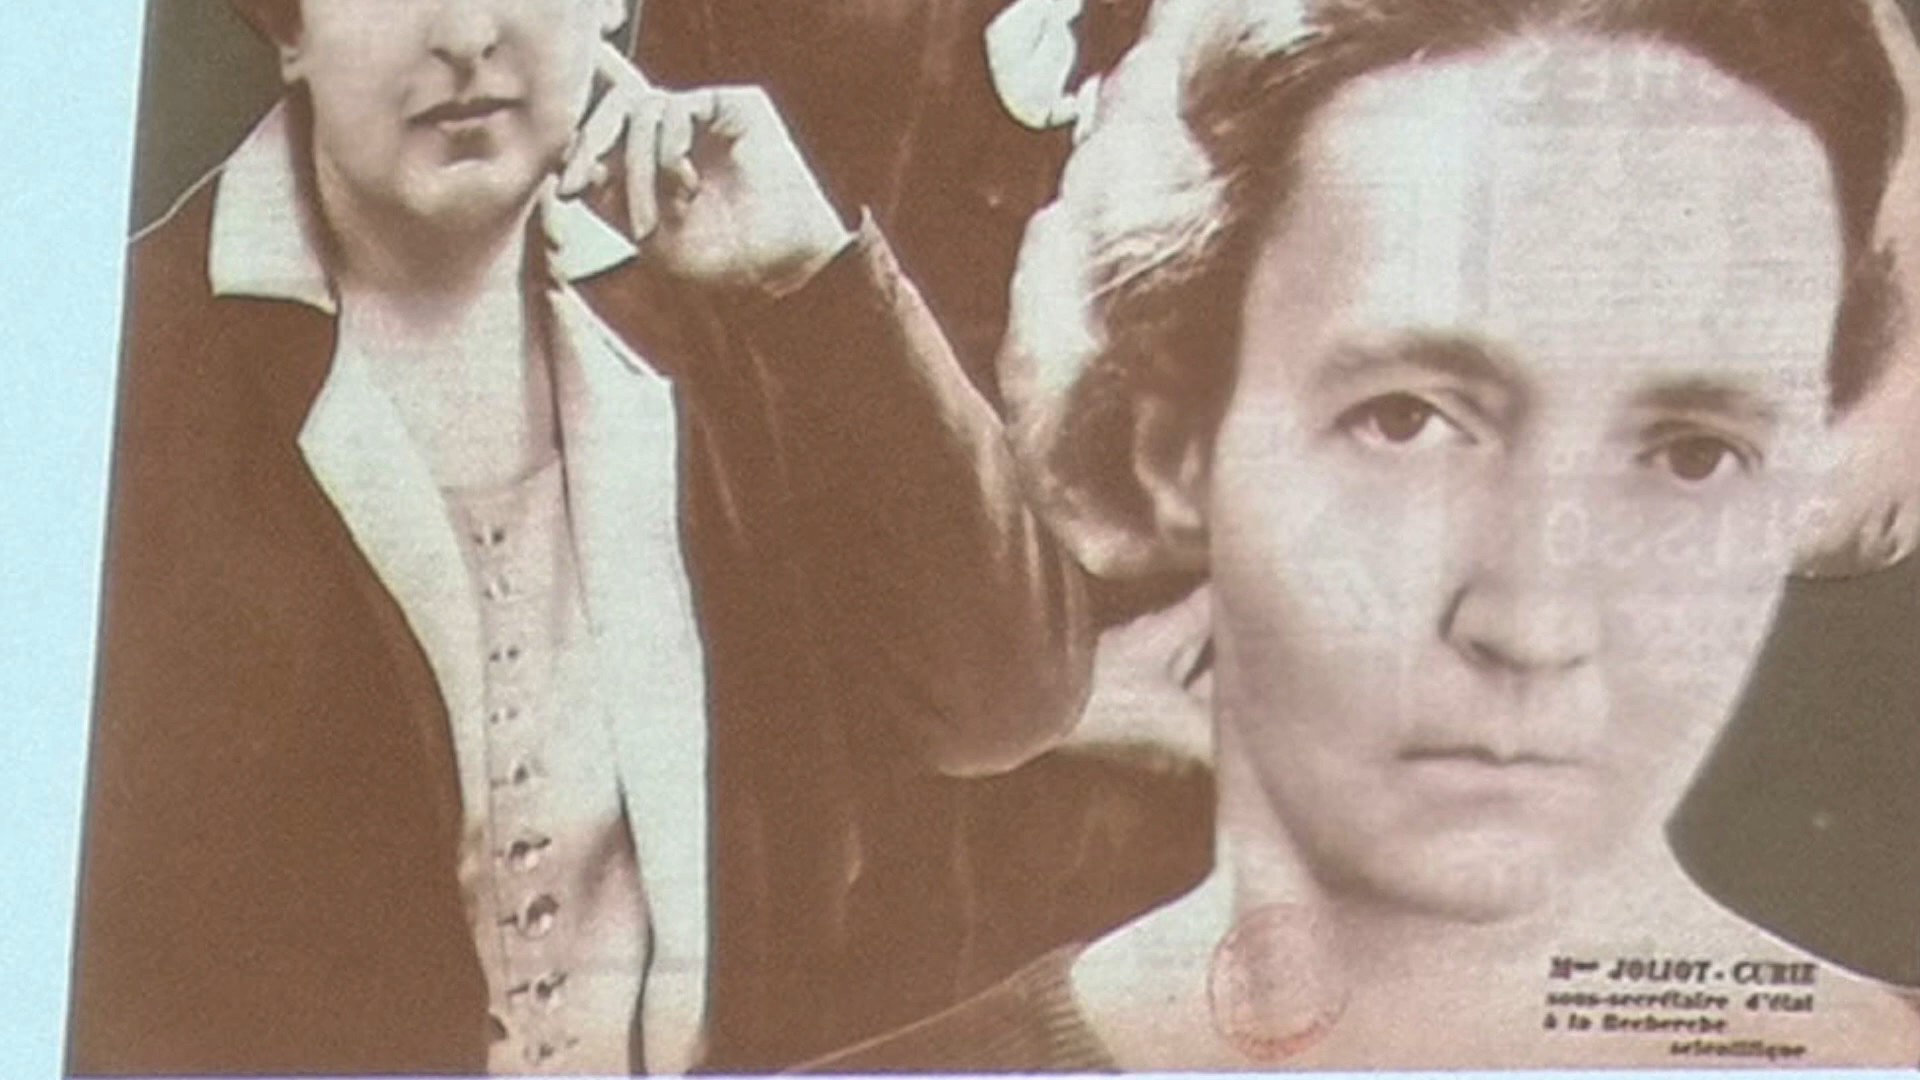 Mme JOLIOT-CURIE
sous-secrétaire d'état
à la Recherche
scientifique